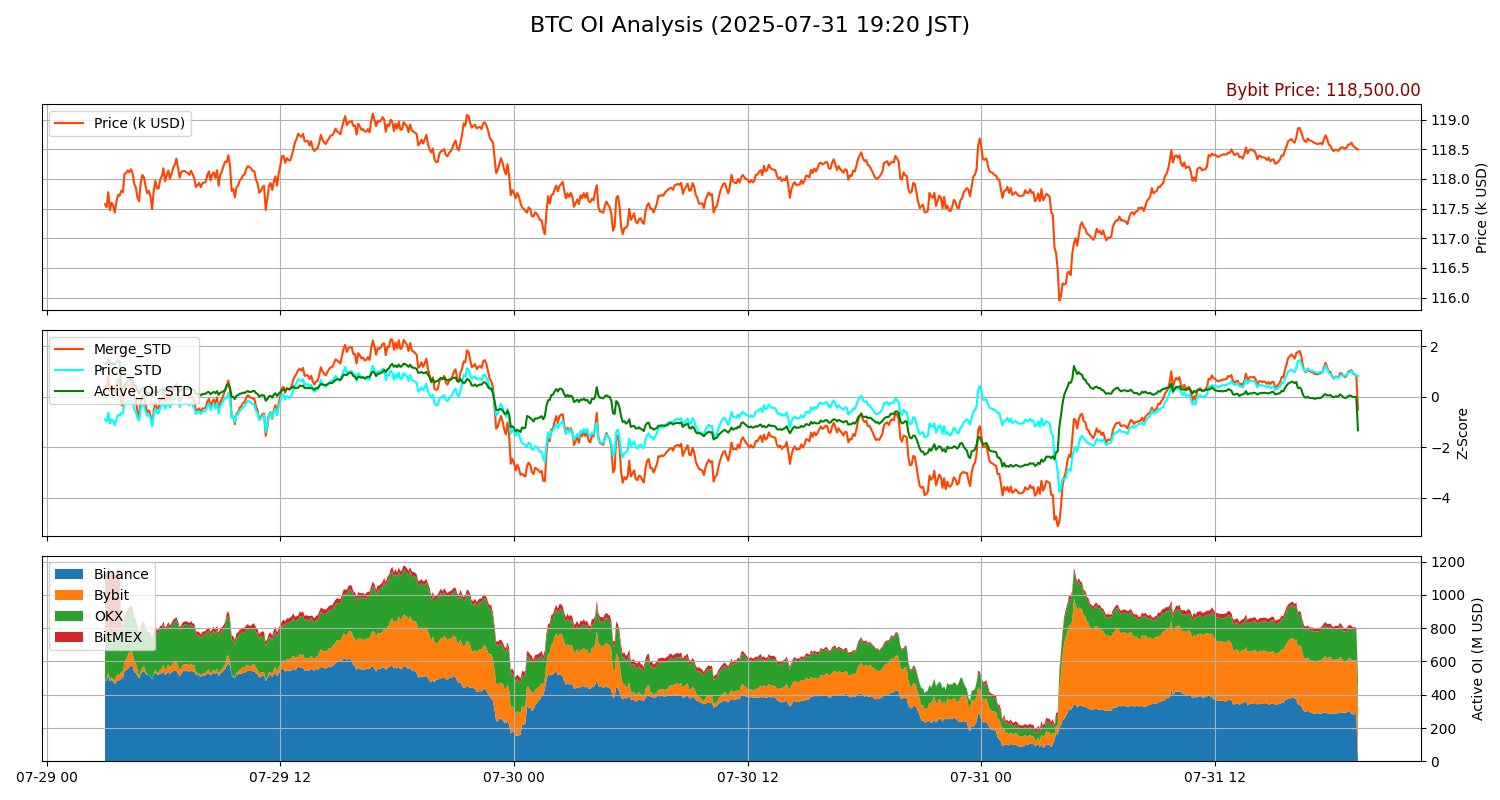 BTC OI Analysis (2025-07-31 19:20 JST)
Bybit Price: 118,500.00
Price (k USD)
119.0
118.5
118.0
117.5
117.0
116.5
116.0
Price (k USD)
Merge_STD
Price_STD
Active_OI_STD
2
0
−2
−4
Z-Score
Binance
Bybit
OKX
BitMEX
1200
1000
800
600
400
200
0
Active OI (M USD)
07-29 00
07-29 12
07-30 00
07-30 12
07-31 00
07-31 12